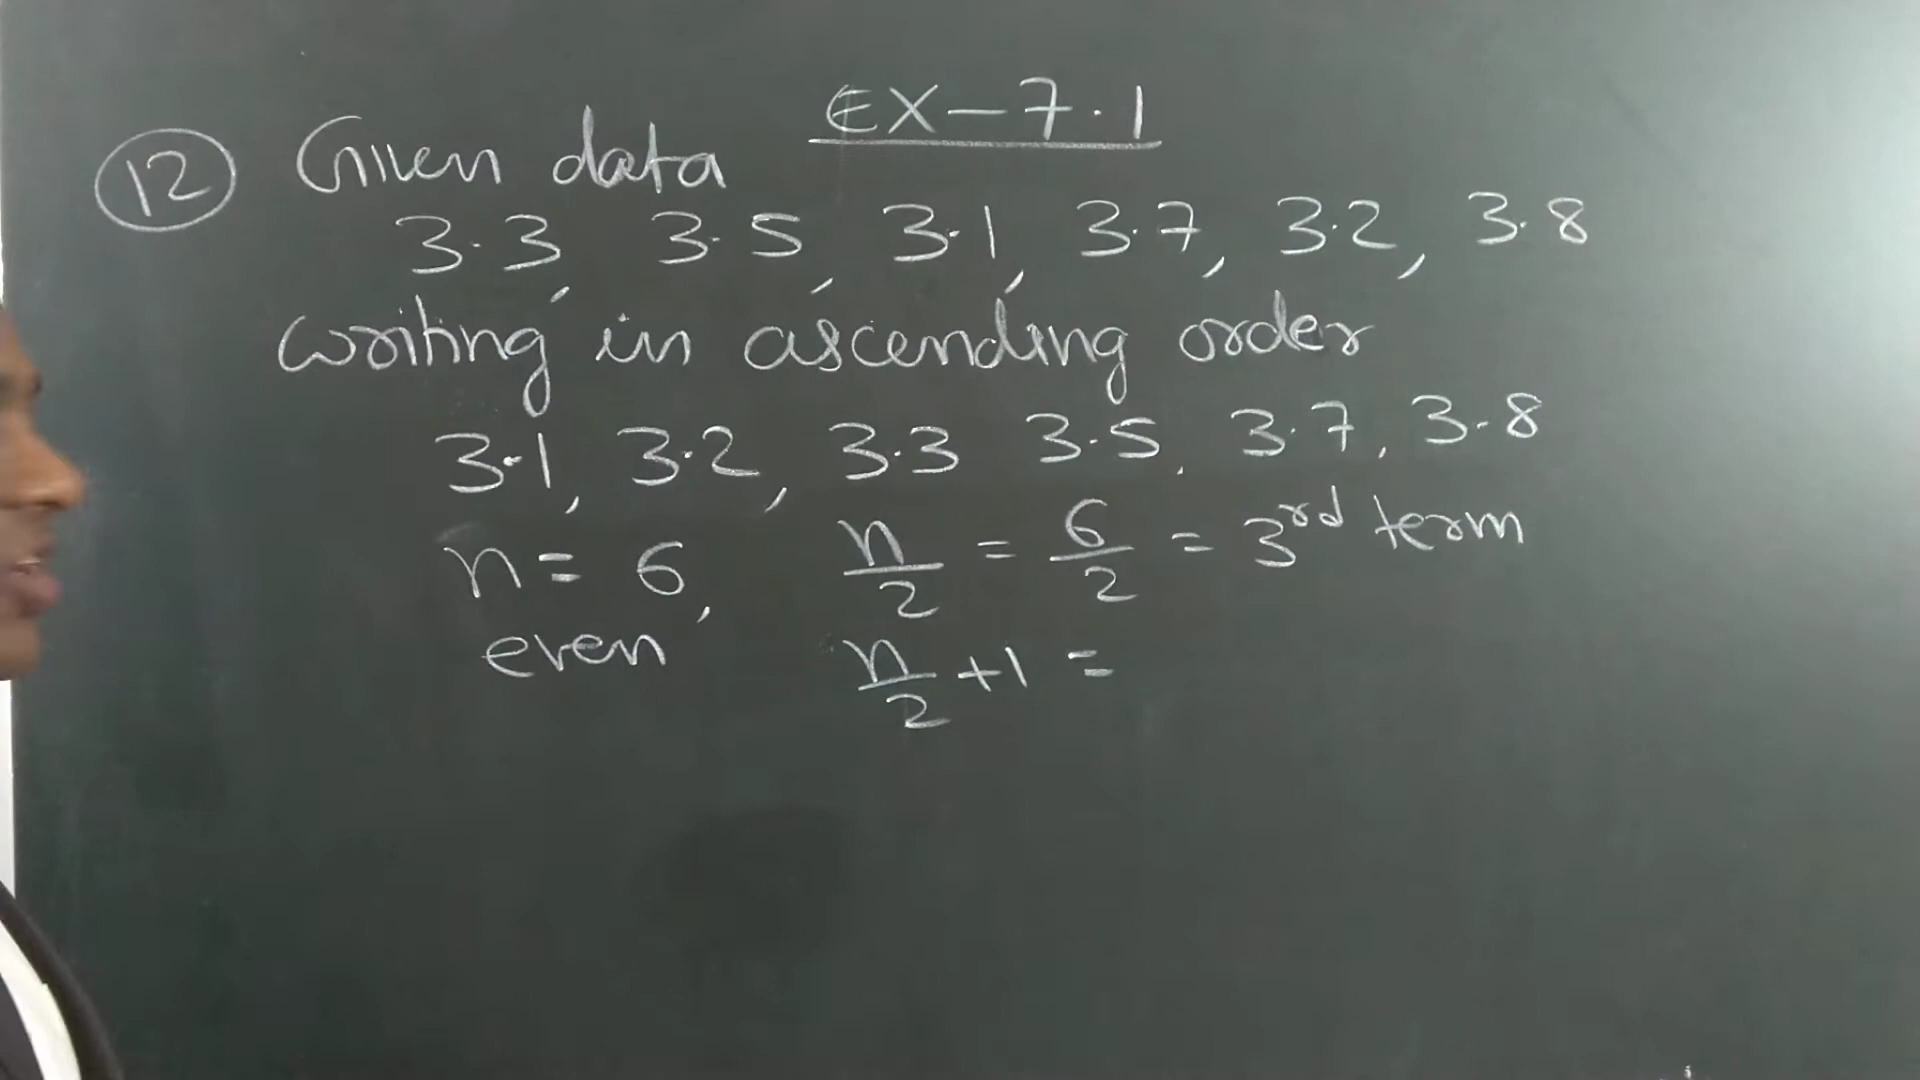 EX-7.1
12 Given data
3.3, 3.5, 3.1, 3.7, 3.2, 3.8
writing in ascending order
3.1, 3.2, 3.3 3.5, 3.7, 3.8
n = 6, n/2 = 6/2 = 3rd term
even n/2 +1 =